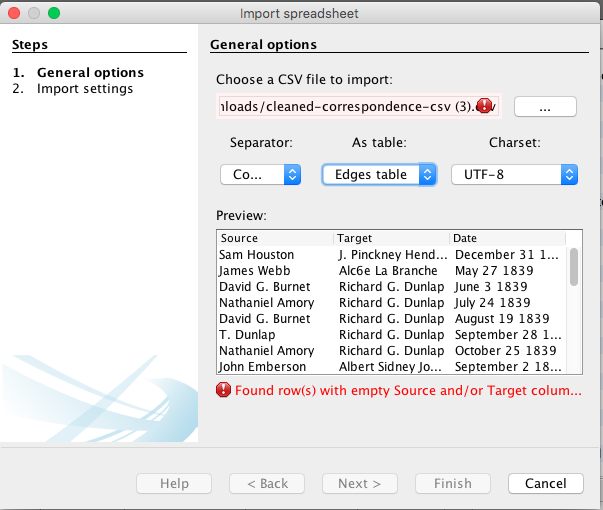 Import spreadsheet
Steps
1. General options
2. Import settings
General options
Choose a CSV file to import:
loads/cleaned-correspondence-csv (3).csv
...
Separator: As table: Charset:
Co... Edges table UTF-8
Preview:
Source Target Date
Sam Houston J. Pinckney Hend... December 31 1...
James Webb Alc6e La Branche May 27 1839
David G. Burnet Richard G. Dunlap June 3 1839
Nathaniel Amory Richard G. Dunlap July 24 1839
David G. Burnet Richard G. Dunlap August 19 1839
T. Dunlap Richard G. Dunlap September 28 1...
Nathaniel Amory Richard G. Dunlap October 25 1839
John Emberson Albert Sidney Jo... September 2 18...
Found row(s) with empty Source and/or Target colum...
Help < Back Next > Finish Cancel